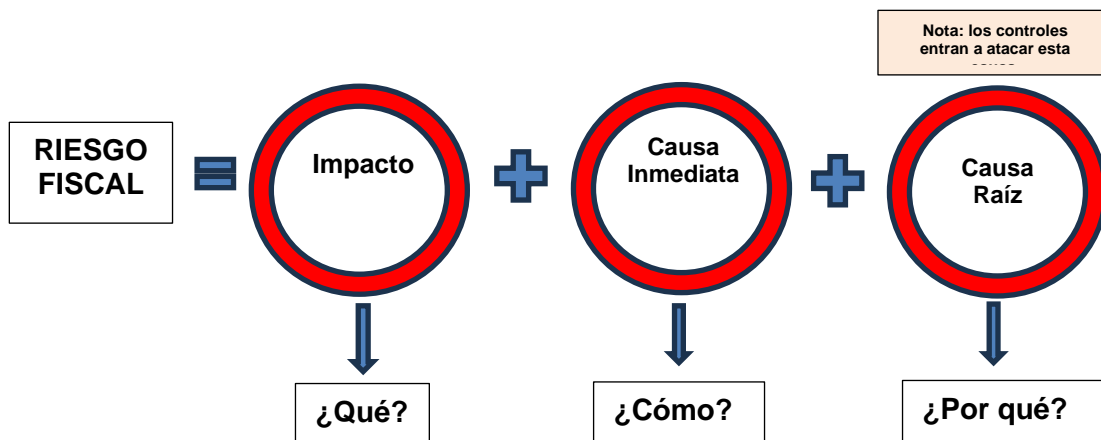 Nota: los controles
entran a atacar esta
RIESGO
FISCAL
Impacto
Causa
Inmediata
Causa
Raíz
¿Qué?
¿Cómo?
¿Por qué?